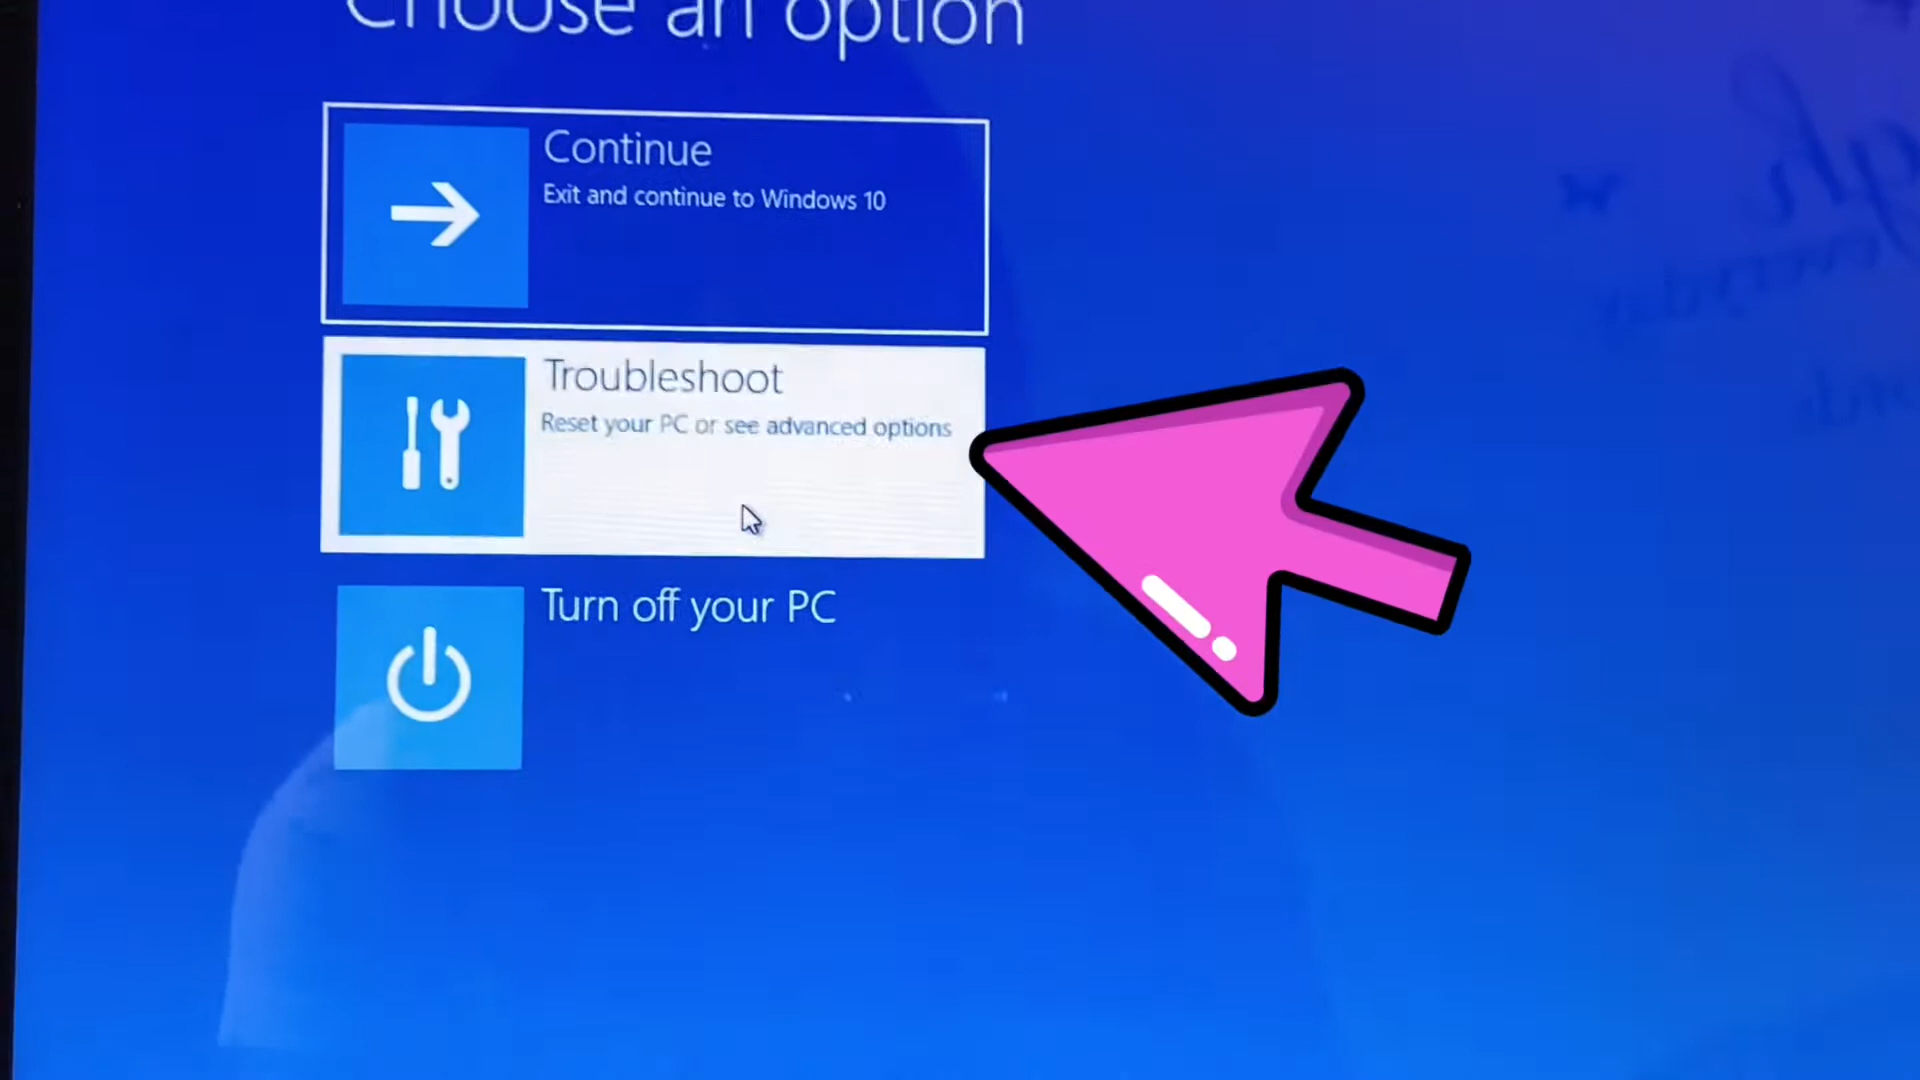 Choose an option
Continue
Exit and continue to Windows 10
Troubleshoot
Reset your PC or see advanced options
Turn off your PC